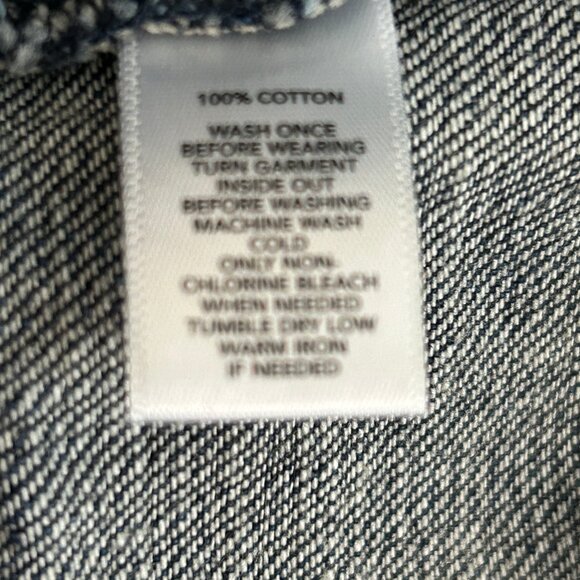 100% COTTON
WASH ONCE
BEFORE WEARING
TURN GARMENT
INSIDE OUT
BEFORE WASHING
MACHINE WASH
COLD
ONLY NON-
CHLORINE BLEACH
WHEN NEEDED
TUMBLE DRY LOW
WARM IRON
IF NEEDED